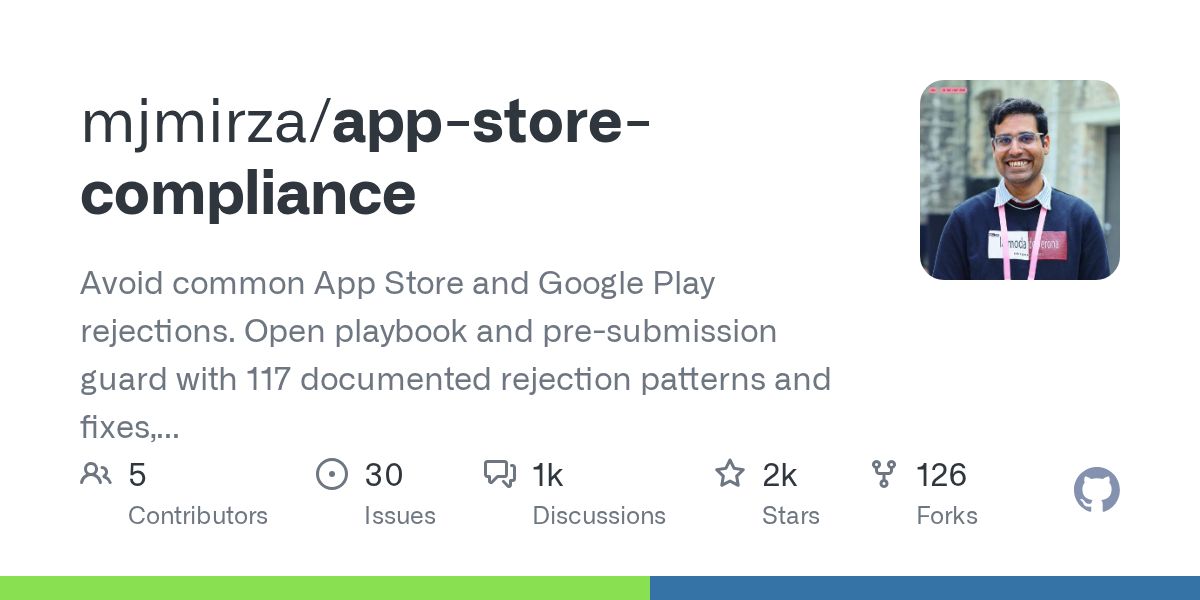 mjmirza/app-store-
compliance
Avoid common App Store and Google Play
rejections. Open playbook and pre-submission
guard with 117 documented rejection patterns and
fixes,...
5
Contributors
30
Issues
1k
Discussions
2k
Stars
126
Forks